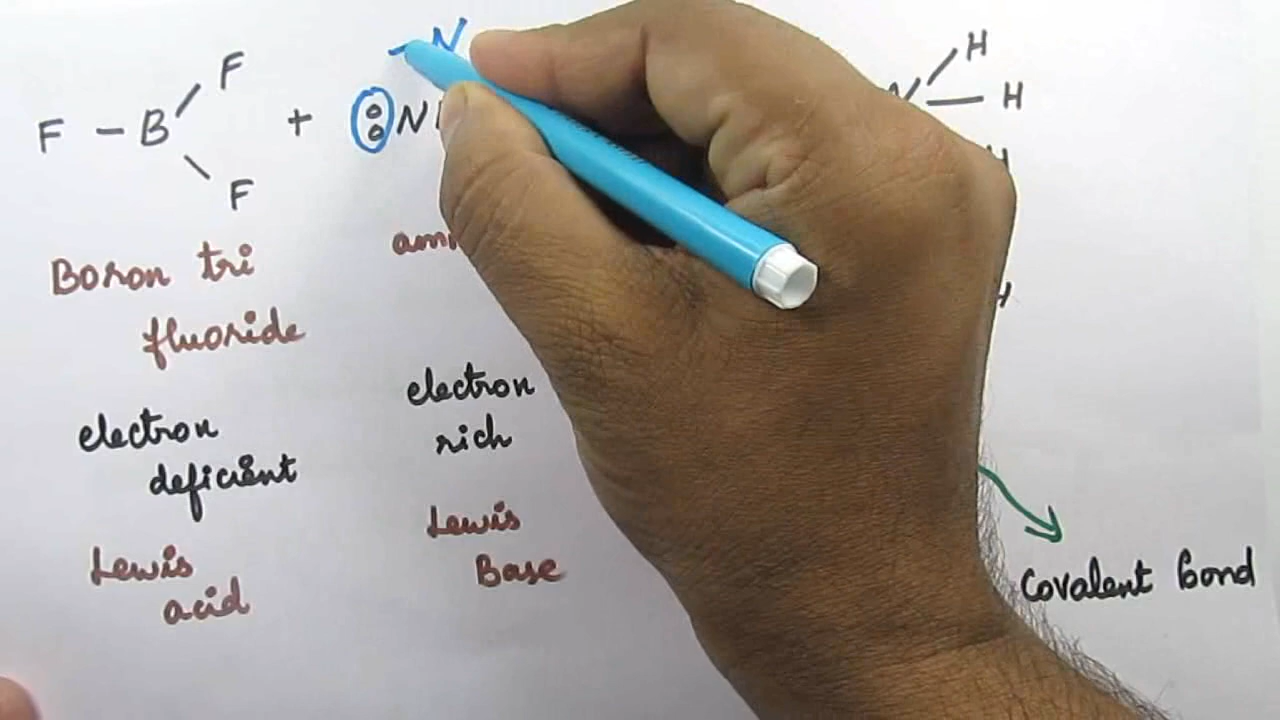 N
F
H
F – B + :N
N – H
F
Boron tri
fluoride
electron
rich
electron
deficient
Lewis
Base
Lewis
acid
Covalent bond